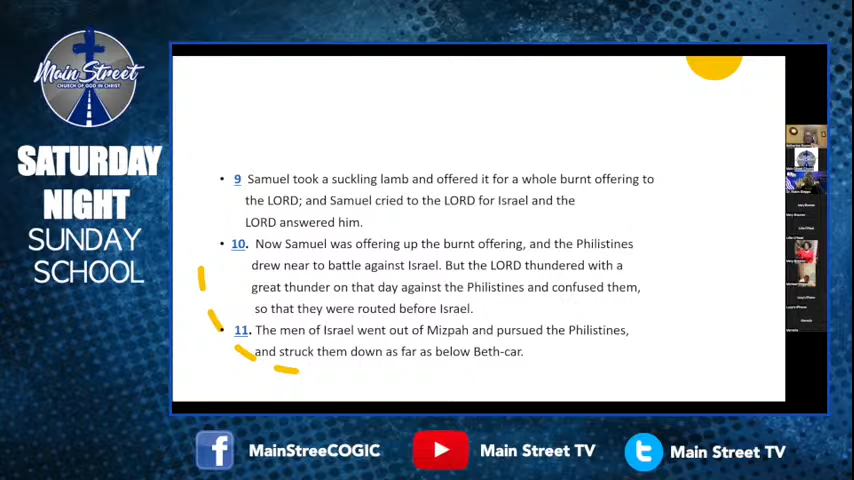 Main Street
CHURCH OF GOD IN CHRIST
SATURDAY
NIGHT
SUNDAY
SCHOOL
9 Samuel took a suckling lamb and offered it for a whole burnt offering to
the LORD; and Samuel cried to the LORD for Israel and the
LORD answered him.
10. Now Samuel was offering up the burnt offering, and the Philistines
drew near to battle against Israel. But the LORD thundered with a
great thunder on that day against the Philistines and confused them,
so that they were routed before Israel.
11. The men of Israel went out of Mizpah and pursued the Philistines,
and struck them down as far as below Beth-car.
MainStreeCOGIC
Main Street TV
Main Street TV